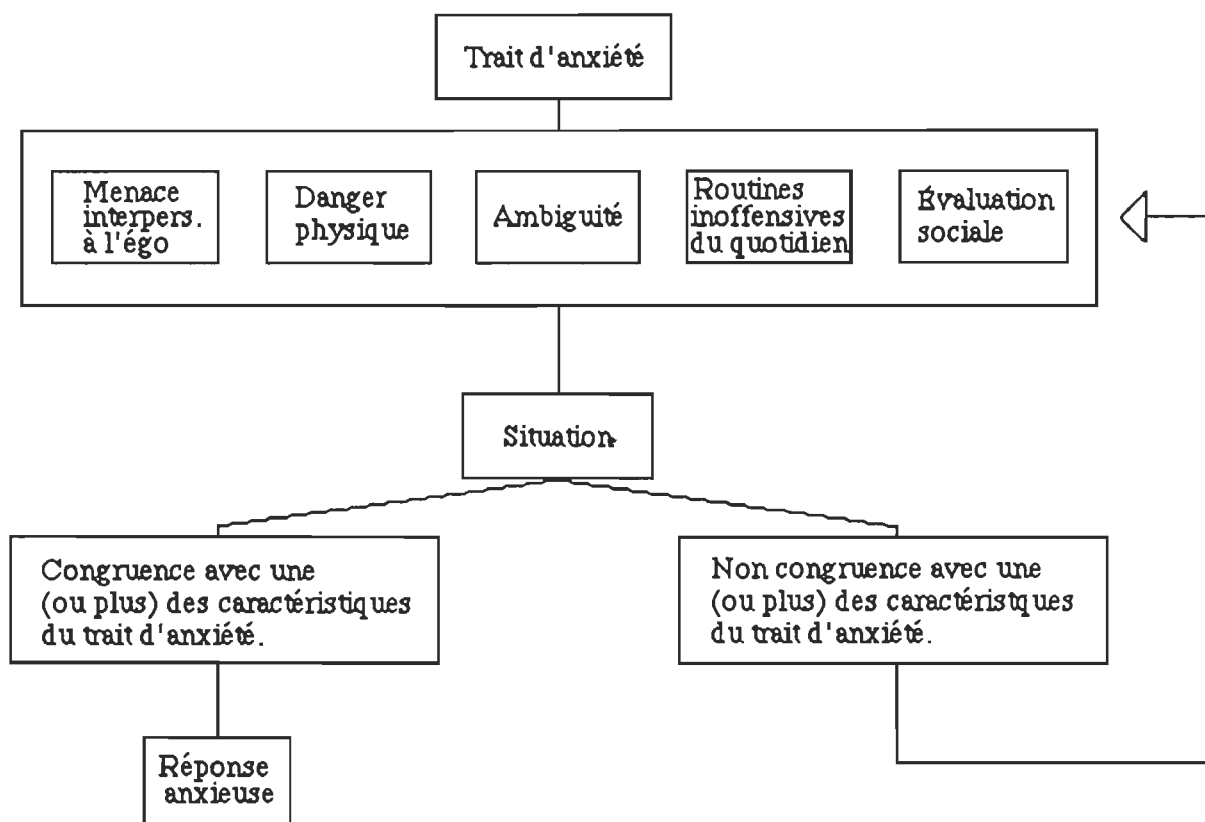 Trait d'anxiété
Menace
interpers.
à l'égo
Danger
physique
Ambiguité
Routines
inoffensives
du quotidien
Évaluation
sociale
Situation
Congruence avec une
(ou plus) des caractéristiques
du trait d'anxiété.
Non congruence avec une
(ou plus) des caractéristques
du trait d'anxiété.
Réponse
anxieuse